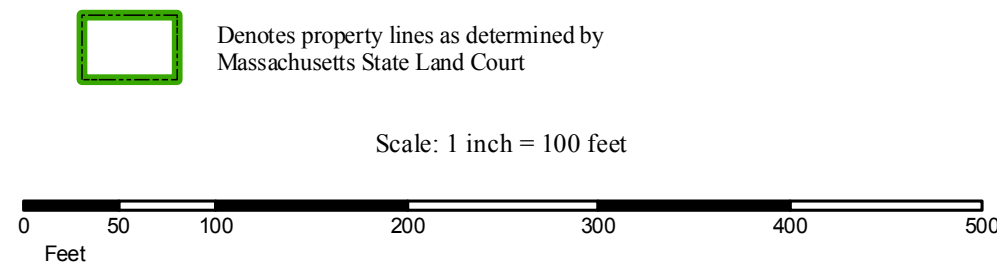 Denotes property lines as determined by
Massachusetts State Land Court
Scale: 1 inch = 100 feet
0 50 100 200 300 400 500
Feet